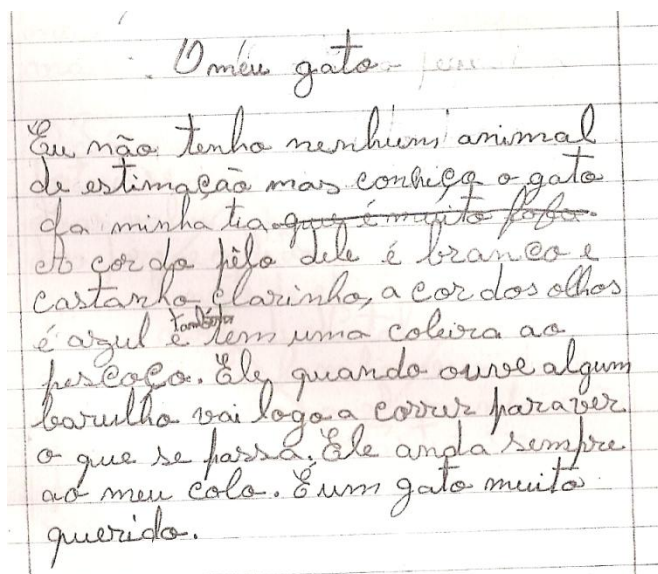 O meu gato
Eu não tenho nenhum animal
de estimação mas conheço o gato
da minha tia que é muito fofo.
A cor do pêlo dele é branco e
castanho clarinho, a cor dos olhos
é azul e também tem uma coleira ao
pescoço. Ele quando ouve algum
barulho vai logo a correr para ver
o que se passa. Ele anda sempre
ao meu colo. É um gato muito
querido.